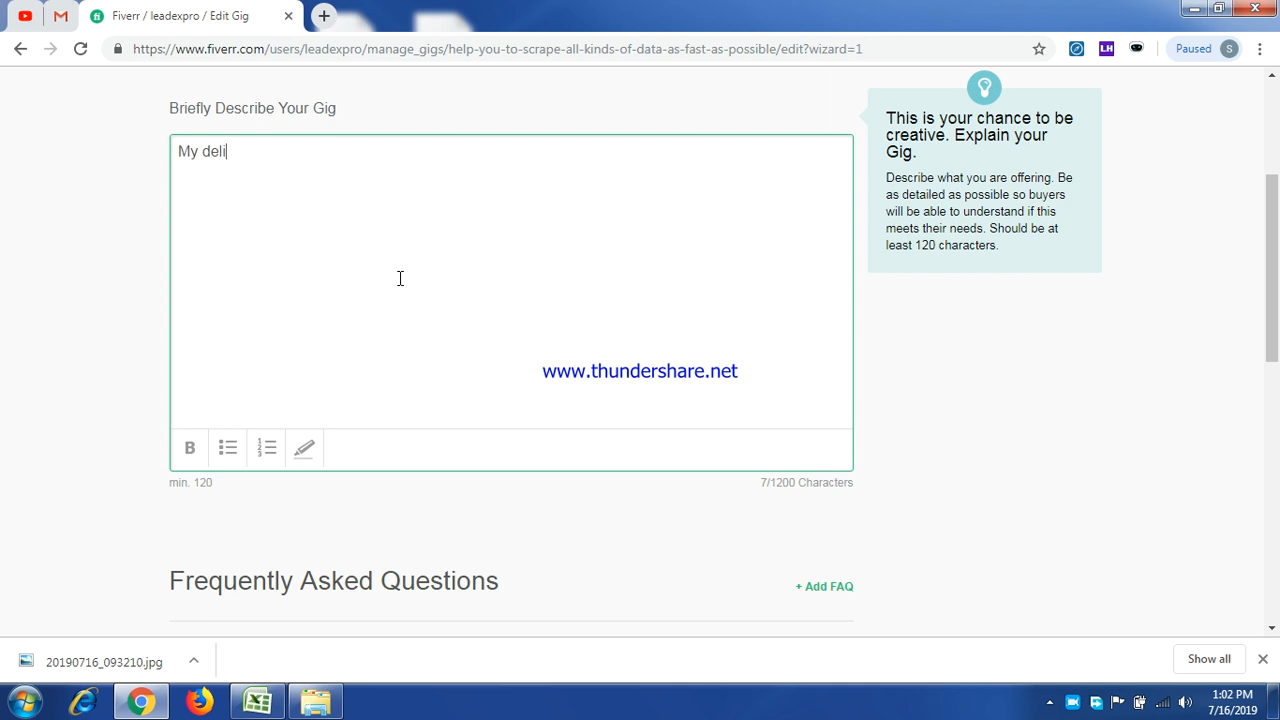 Fiverr / leadexpro / Edit Gig
https://www.fiverr.com/users/leadexpro/manage_gigs/help-you-to-scrape-all-kinds-of-data-as-fast-as-possible/edit?wizard=1
LH
Paused
S
Briefly Describe Your Gig
My deli
B
min. 120
7/1200 Characters
This is your chance to be
creative. Explain your
Gig.
Describe what you are offering. Be
as detailed as possible so buyers
will be able to understand if this
meets their needs. Should be at
least 120 characters.
www.thundershare.net
Frequently Asked Questions
+ Add FAQ
20190716_093210.jpg
Show all
1:02 PM
7/16/2019